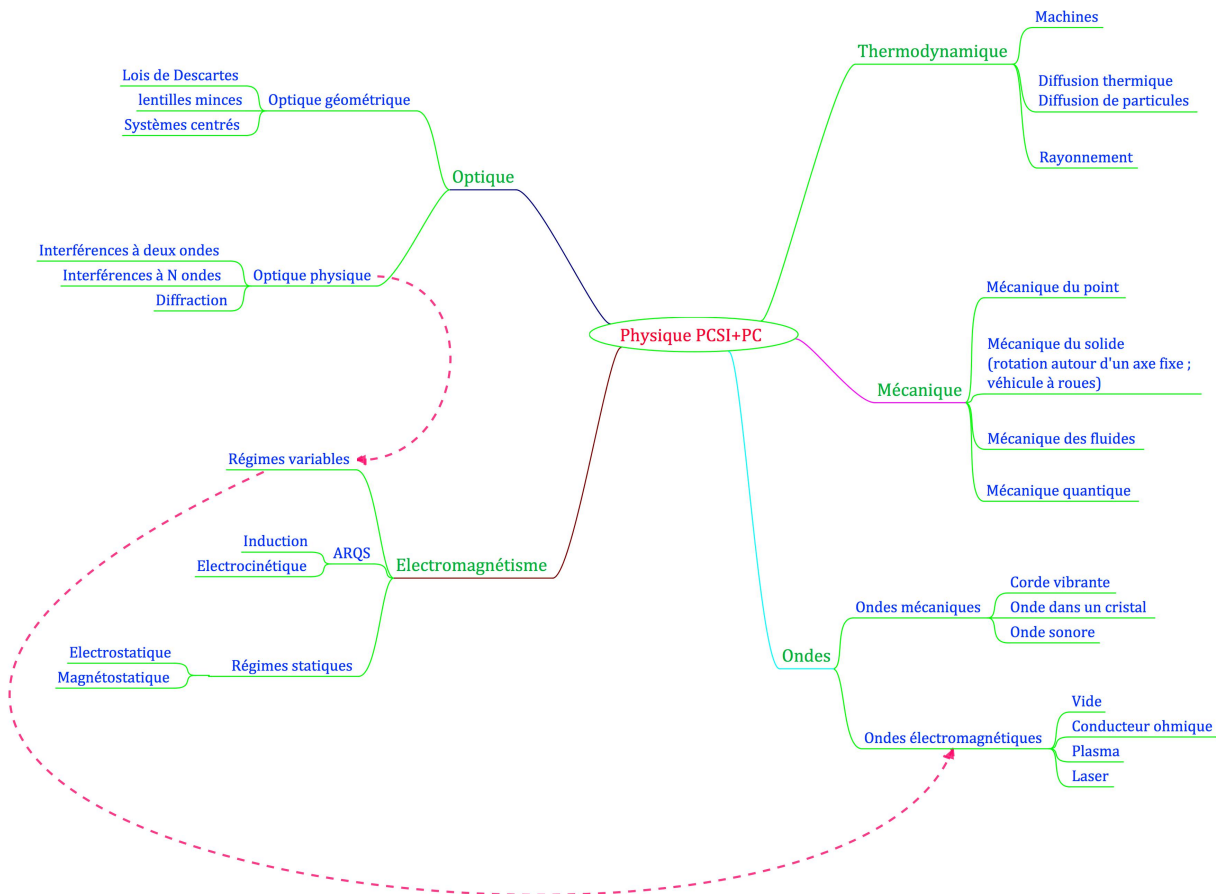 Physique PCSI+PC
Optique
Optique géométrique
Lois de Descartes
lentilles minces
Systèmes centrés
Optique physique
Interférences à deux ondes
Interférences à N ondes
Diffraction
Electromagnétisme
Régimes variables
ARQS
Induction
Electrocinétique
Régimes statiques
Electrostatique
Magnétostatique
Thermodynamique
Machines
Diffusion thermique
Diffusion de particules
Rayonnement
Mécanique
Mécanique du point
Mécanique du solide
(rotation autour d'un axe fixe ;
véhicule à roues)
Mécanique des fluides
Mécanique quantique
Ondes
Ondes mécaniques
Corde vibrante
Onde dans un cristal
Onde sonore
Ondes électromagnétiques
Vide
Conducteur ohmique
Plasma
Laser